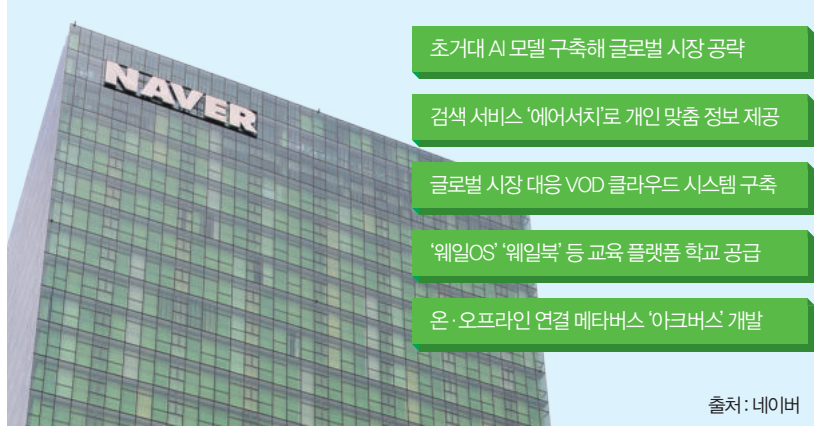 NAVER
초거대 AI 모델 구축해 글로벌 시장 공략
검색 서비스 ‘에어서치’로 개인 맞춤 정보 제공
글로벌 시장 대응 VOD 클라우드 시스템 구축
‘웨일OS’ ‘웨일북’ 등 교육 플랫폼 학교 공급
온·오프라인 연결 메타버스 ‘아크버스’ 개발
출처 : 네이버